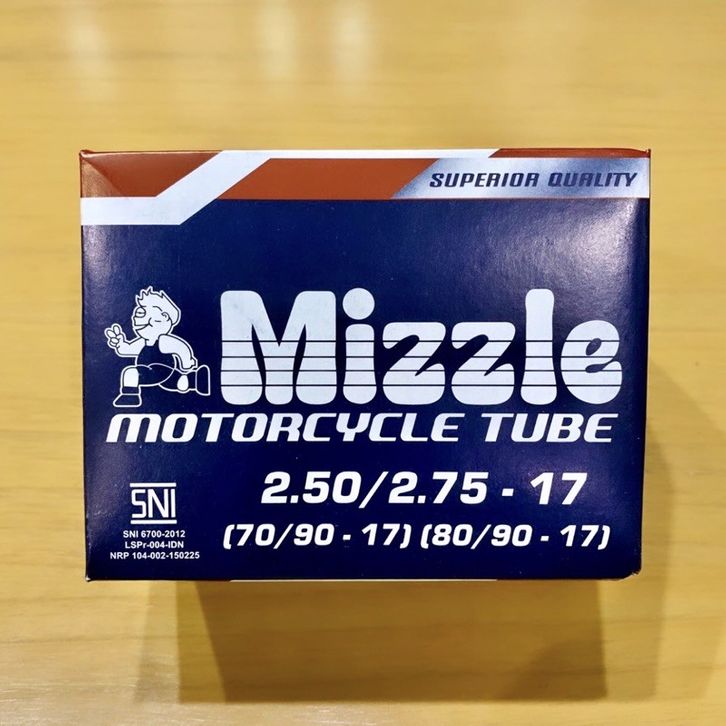 SUPERIOR QUALITY
Mizzle
MOTORCYCLE TUBE
2.50/2.75 - 17
(70/90 - 17) (80/90 - 17)
SNI
SNI 6700-2012
LSPr-004-IDN
NRP 104-002-150225